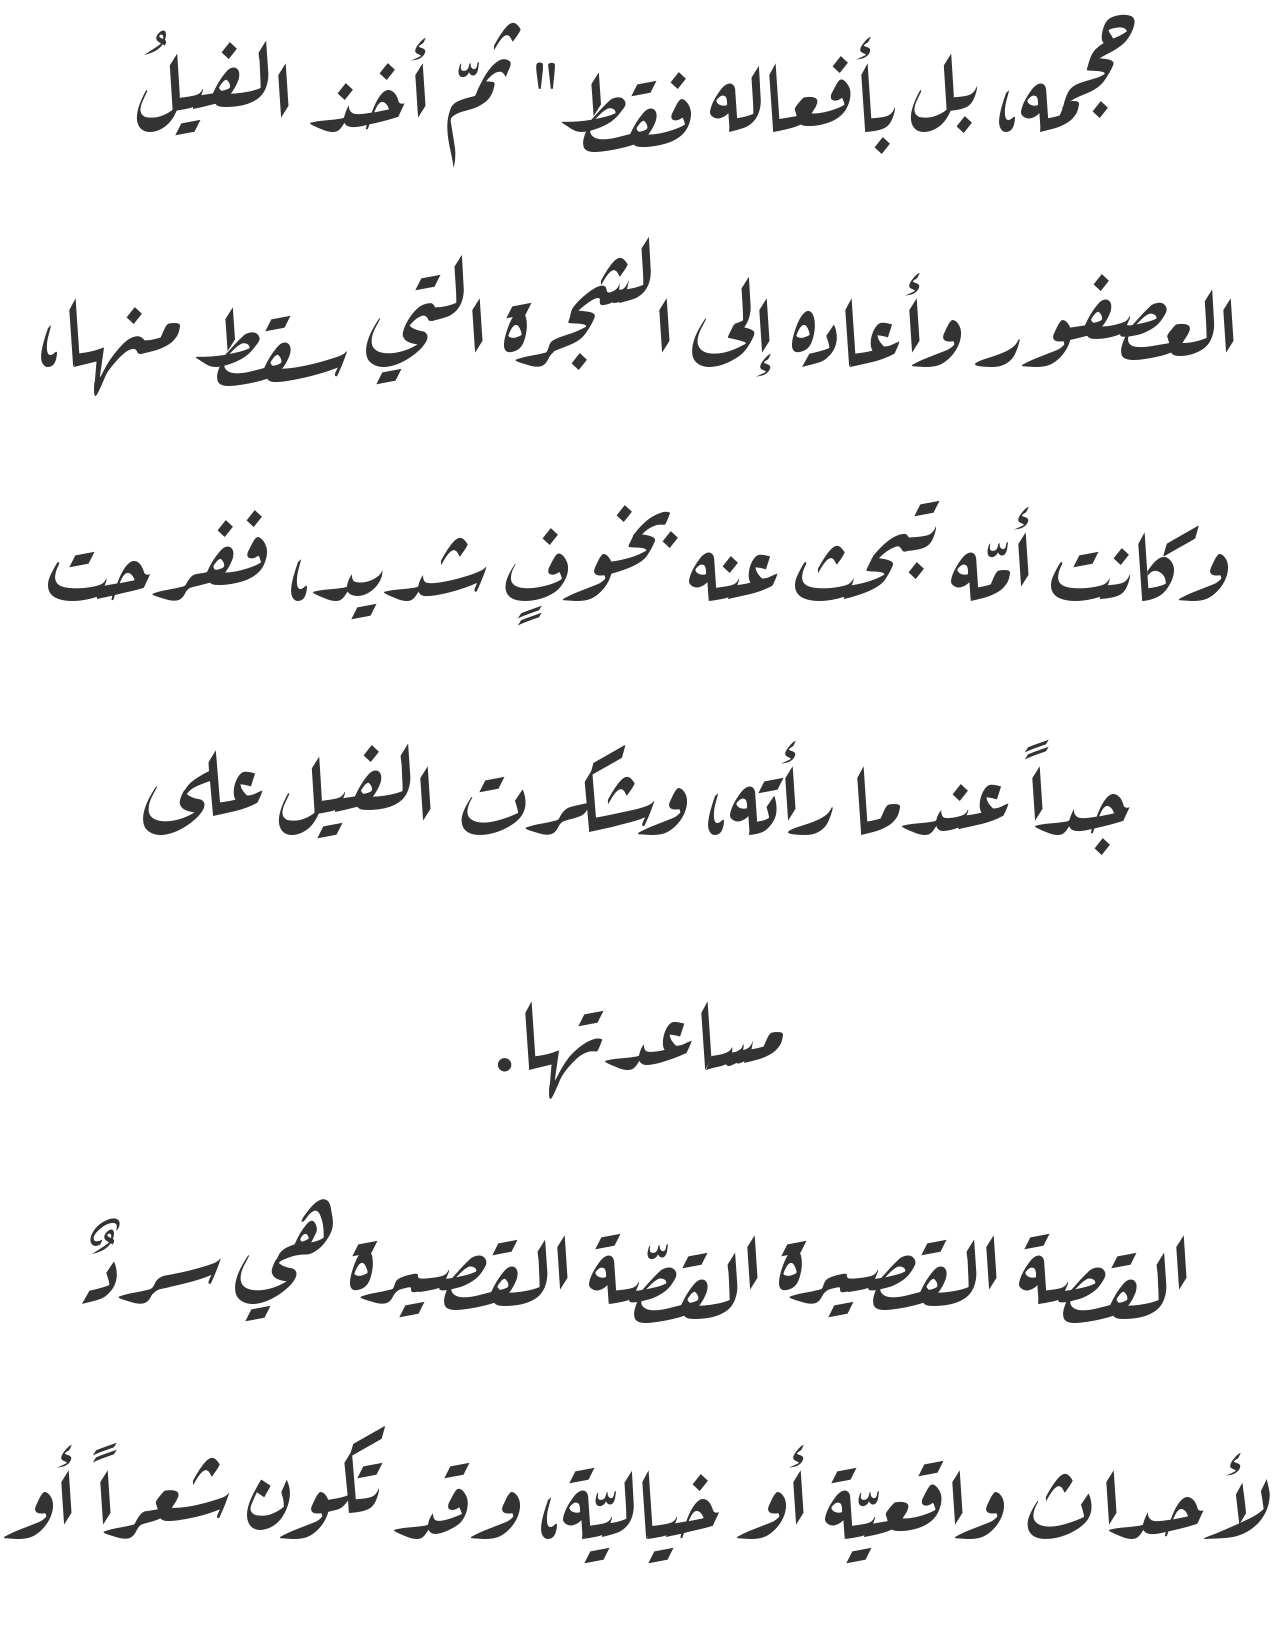 حجمه، بل بأفعاله فقط" ثمّ أخذ الفيلُ
العصفور وأعاده إلى الشجرة التي سقط منها،
وكانت أمّه تبحث عنه بخوفٍ شديد، ففرحت
جداً عندما رأته، وشكرت الفيل على
مساعدتها.
القصة القصيرة القصّة القصيرة هي سردٌ
لأحداث واقعيّة أو خياليّة، وقد تكون شعراً أو